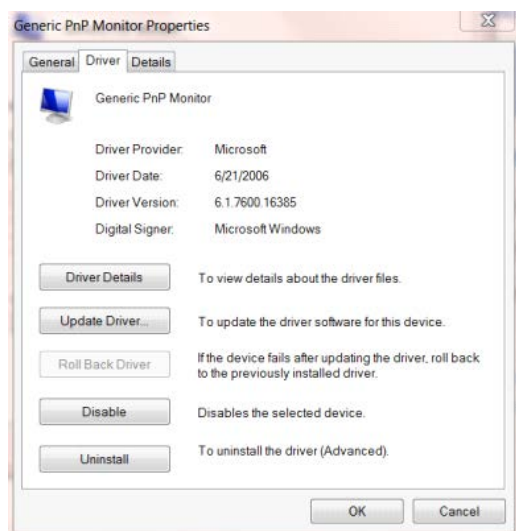 Generic PnP Monitor Properties
General Driver Details
Generic PnP Monitor
Driver Provider: Microsoft
Driver Date: 6/21/2006
Driver Version: 6.1.7600.16385
Digital Signer: Microsoft Windows
Driver Details To view details about the driver files.
Update Driver... To update the driver software for this device.
Roll Back Driver If the device fails after updating the driver, roll back
to the previously installed driver.
Disable Disables the selected device.
Uninstall To uninstall the driver (Advanced).
OK Cancel